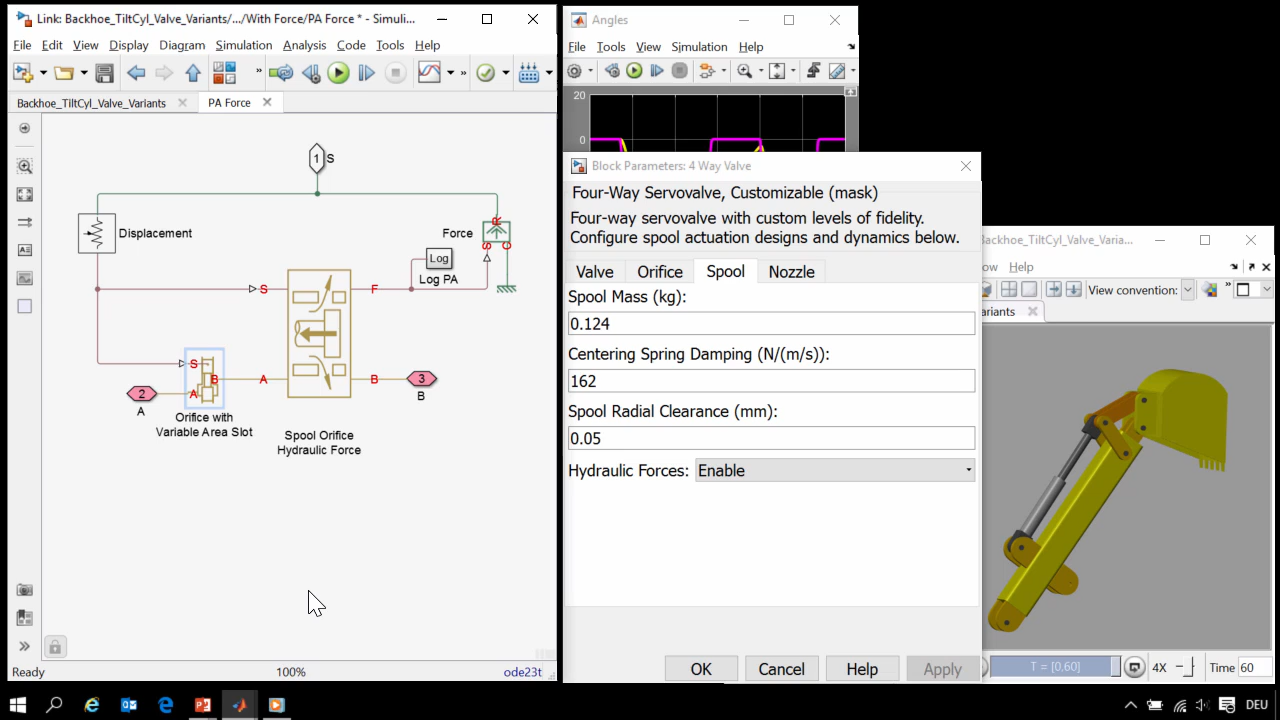 Link: Backhoe_TiltCyl_Valve_Variants/.../With Force/PA Force * - Simuli...
File Edit View Display Diagram Simulation Analysis Code Tools Help
»
»
Backhoe_TiltCyl_Valve_Variants
PA Force
1 S
Displacement
Force
R
S
C
Log
Log PA
S
F
S
B
A
A
B
2
A
3
B
Orifice with
Variable Area Slot
Spool Orifice
Hydraulic Force
»
Ready
100%
ode23t
Angles
File Tools View Simulation Help
20
0
Block Parameters: 4 Way Valve
Four-Way Servovalve, Customizable (mask)
Four-way servovalve with custom levels of fidelity.
Configure spool actuation designs and dynamics below.
Valve Orifice Spool Nozzle
Spool Mass (kg):
0.124
Centering Spring Damping (N/(m/s)):
162
Spool Radial Clearance (mm):
0.05
Hydraulic Forces: Enable
OK Cancel Help Apply
Backhoe_TiltCyl_Valve_Varia...
ow Help
View convention:
»
ariants
T = [0,60]
4X
Time 60
DEU